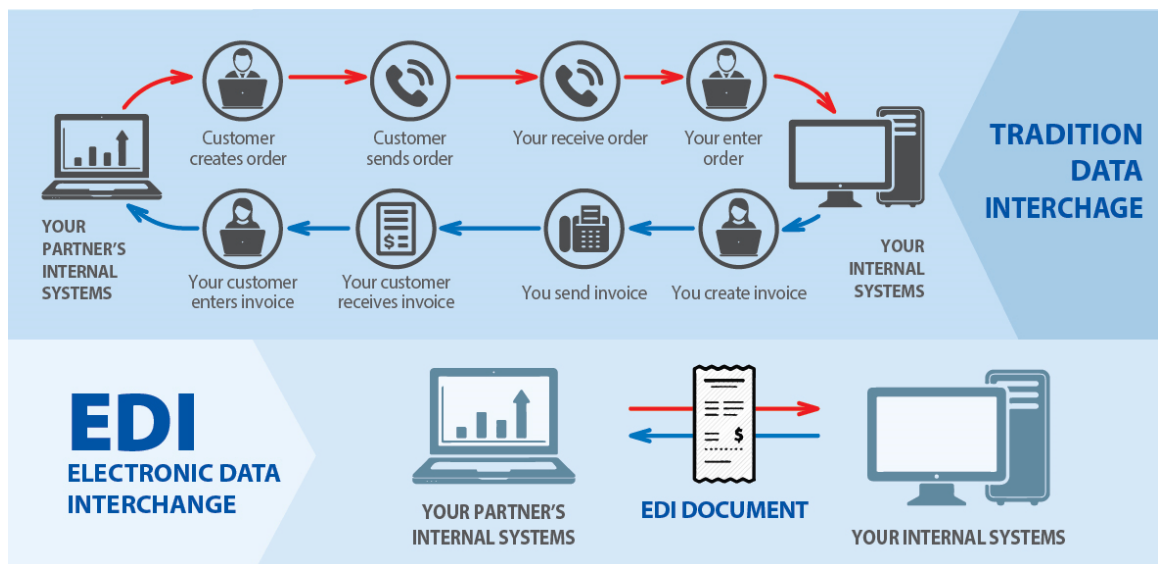 Customer
creates order
Customer
sends order
Your receive order
Your enter
order
TRADITION
DATA
INTERCHAGE
YOUR
PARTNER'S
INTERNAL
SYSTEMS
$
Your customer
enters invoice
Your customer
receives invoice
You send invoice
You create invoice
YOUR
INTERNAL
SYSTEMS
EDI
ELECTRONIC DATA
INTERCHANGE
$
YOUR PARTNER'S
INTERNAL SYSTEMS
EDI DOCUMENT
YOUR INTERNAL SYSTEMS